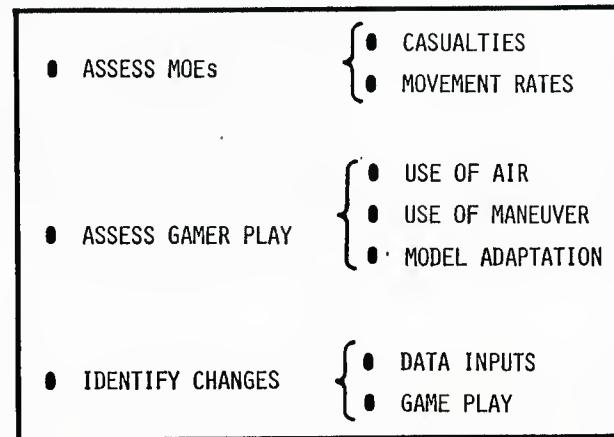 ● ASSESS MOEs
● CASUALTIES
● MOVEMENT RATES
● ASSESS GAMER PLAY
● USE OF AIR
● USE OF MANEUVER
● MODEL ADAPTATION
● IDENTIFY CHANGES
● DATA INPUTS
● GAME PLAY